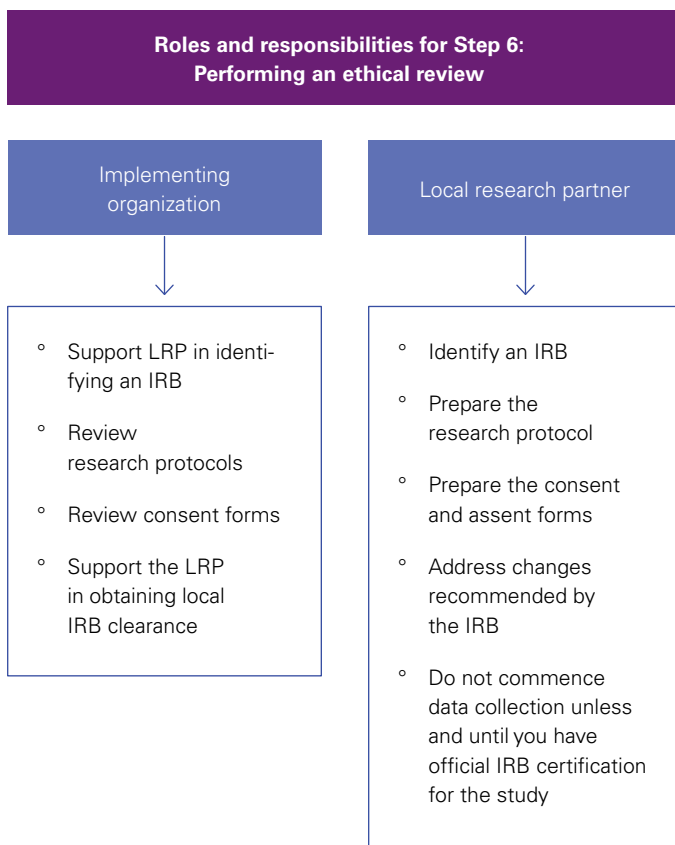 Roles and responsibilities for Step 6:
Performing an ethical review
Implementing
organization
° Support LRP in identi-
fying an IRB
° Review
research protocols
° Review consent forms
° Support the LRP
in obtaining local
IRB clearance
Local research partner
° Identify an IRB
° Prepare the
research protocol
° Prepare the consent
and assent forms
° Address changes
recommended by
the IRB
° Do not commence
data collection unless
and until you have
official IRB certification
for the study